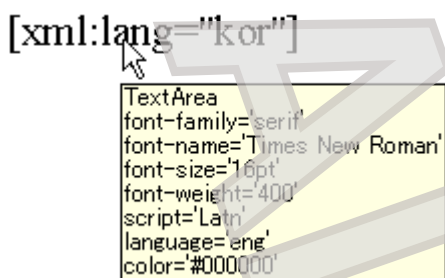 [xml:lang="kor"]
TextArea
font-family='serif'
font-name='Times New Roman'
font-size='16pt'
font-weight='400'
script='Latn'
language='eng'
color='#000000'